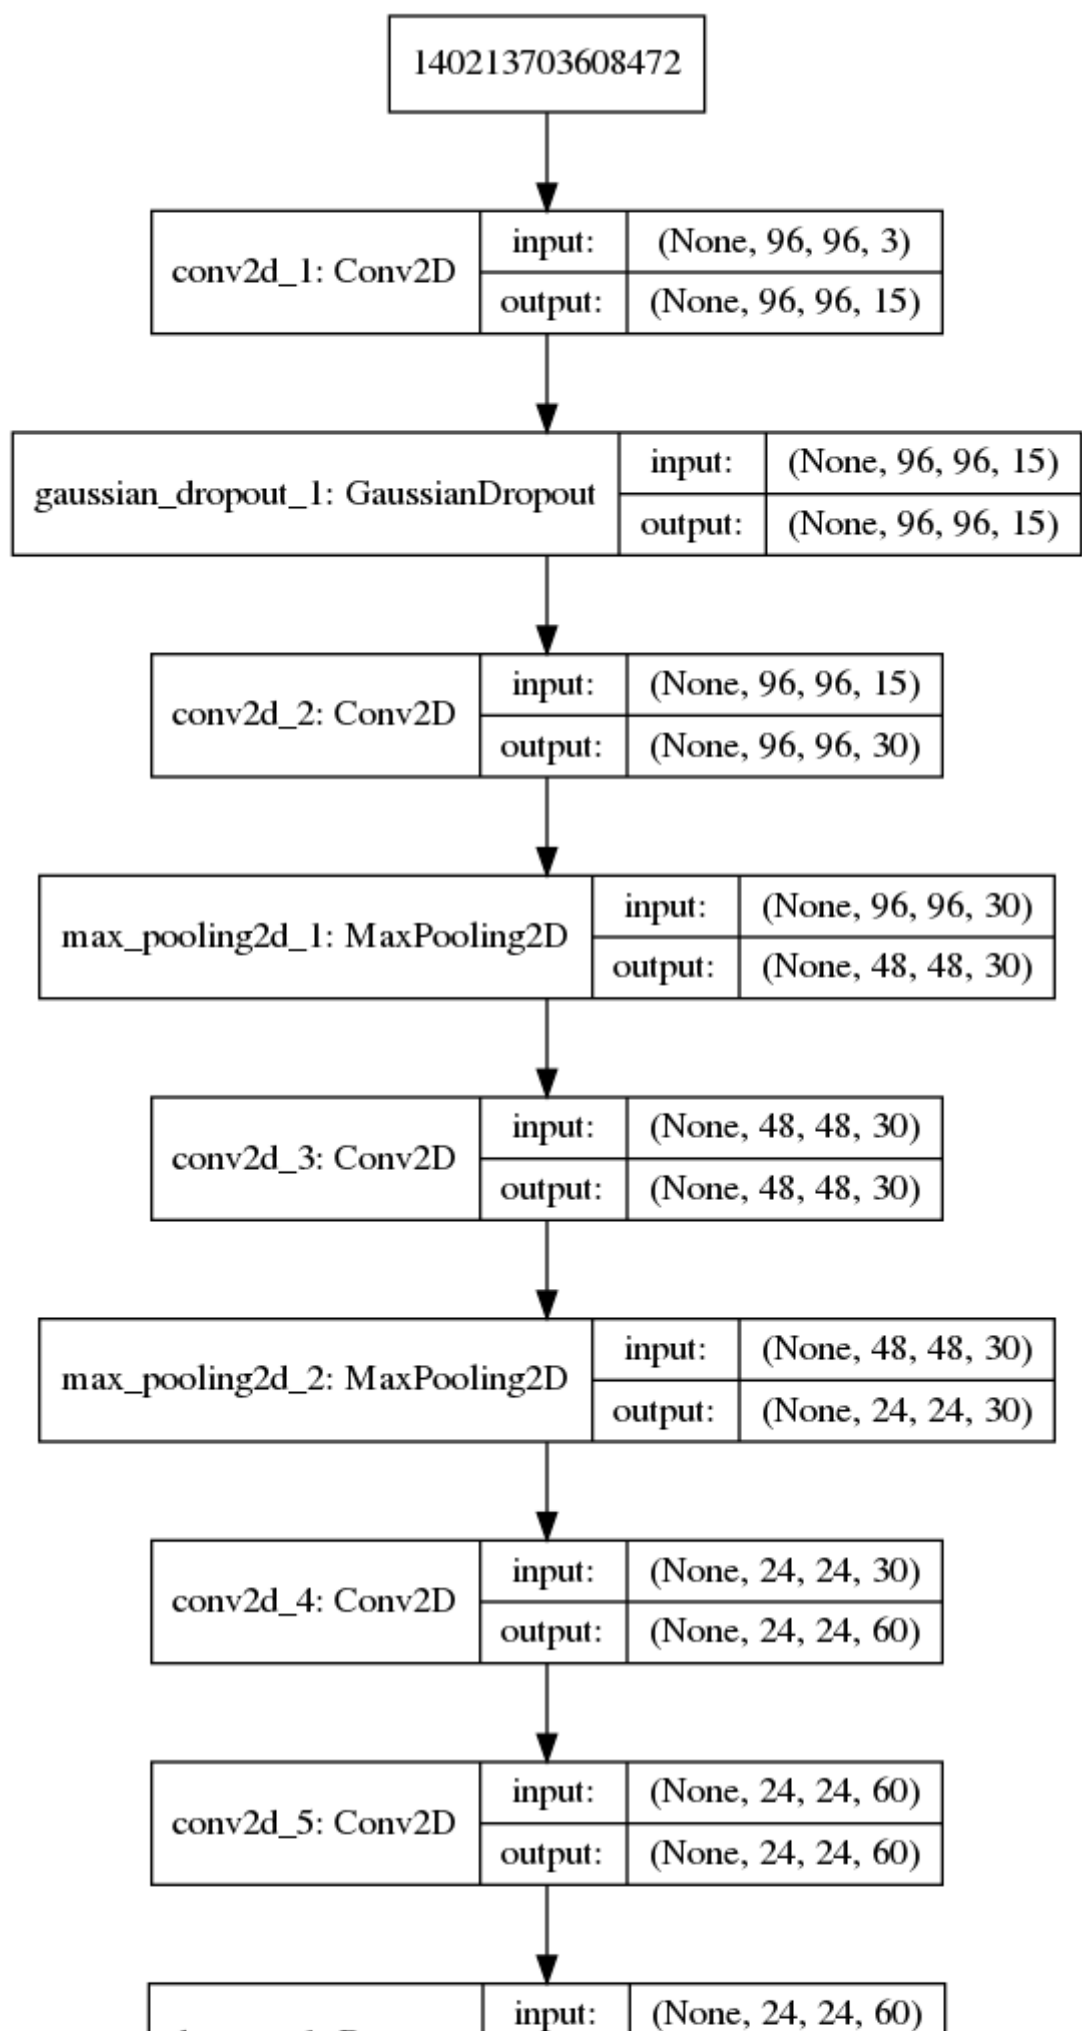 140213703608472
conv2d_1: Conv2D
input:
(None, 96, 96, 3)
output:
(None, 96, 96, 15)
gaussian_dropout_1: GaussianDropout
input:
(None, 96, 96, 15)
output:
(None, 96, 96, 15)
conv2d_2: Conv2D
input:
(None, 96, 96, 15)
output:
(None, 96, 96, 30)
max_pooling2d_1: MaxPooling2D
input:
(None, 96, 96, 30)
output:
(None, 48, 48, 30)
conv2d_3: Conv2D
input:
(None, 48, 48, 30)
output:
(None, 48, 48, 30)
max_pooling2d_2: MaxPooling2D
input:
(None, 48, 48, 30)
output:
(None, 24, 24, 30)
conv2d_4: Conv2D
input:
(None, 24, 24, 30)
output:
(None, 24, 24, 60)
conv2d_5: Conv2D
input:
(None, 24, 24, 60)
output:
(None, 24, 24, 60)
input:
(None, 24, 24, 60)